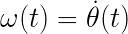 ω(t) = θ̇(t)